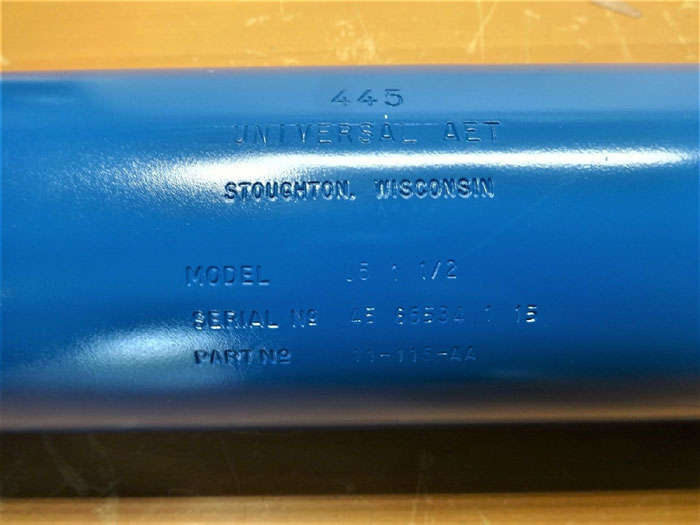 445
UNIVERSAL AET
STOUGHTON, WISCONSIN
MODEL U5 1 1/2
SERIAL Nº 45 85534 1 15
PART Nº 11-115-AA